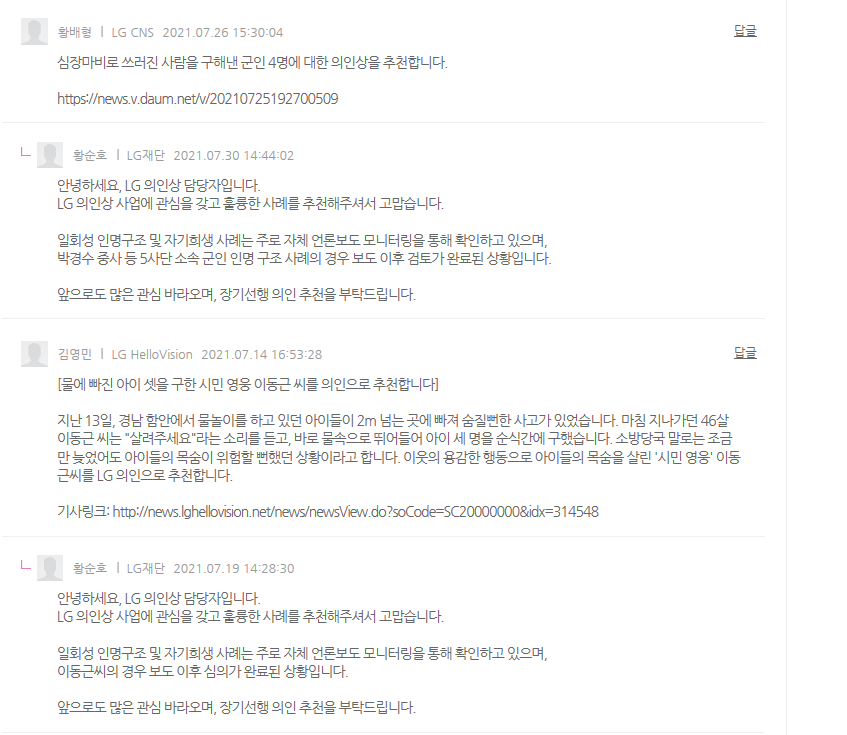 황배형 | LG CNS 2021.07.26 15:30:04 답글
심장마비로 쓰러진 사람을 구해낸 군인 4명에 대한 의인상을 추천합니다.
https://news.v.daum.net/v/20210725192700509
황순호 | LG재단 2021.07.30 14:44:02
안녕하세요, LG 의인상 담당자입니다.
LG 의인상 사업에 관심을 갖고 훌륭한 사례를 추천해주셔서 고맙습니다.
일회성 인명구조 및 자기희생 사례는 주로 자체 언론보도 모니터링을 통해 확인하고 있으며,
박경수 중사 등 5사단 소속 군인 인명 구조 사례의 경우 보도 이후 검토가 완료된 상황입니다.
앞으로도 많은 관심 바라오며, 장기선행 의인 추천을 부탁드립니다.
김영민 | LG HelloVision 2021.07.14 16:53:28 답글
[물에 빠진 아이 셋을 구한 시민 영웅 이동근 씨를 의인으로 추천합니다]
지난 13일, 경남 함안에서 물놀이를 하고 있던 아이들이 2m 넘는 곳에 빠져 숨질뻔한 사고가 있었습니다. 마침 지나가던 46살
이동근 씨는 "살려주세요"라는 소리를 듣고, 바로 물속으로 뛰어들어 아이 세 명을 순식간에 구했습니다. 소방당국 말로는 조금
만 늦었어도 아이들의 목숨이 위험할 뻔했던 상황이라고 합니다. 이웃의 용감한 행동으로 아이들의 목숨을 살린 '시민 영웅' 이동
근씨를 LG 의인으로 추천합니다.
기사링크: http://news.lghellovision.net/news/newsView.do?soCode=SC20000000&idx=314548
황순호 | LG재단 2021.07.19 14:28:30
안녕하세요, LG 의인상 담당자입니다.
LG 의인상 사업에 관심을 갖고 훌륭한 사례를 추천해주셔서 고맙습니다.
일회성 인명구조 및 자기희생 사례는 주로 자체 언론보도 모니터링을 통해 확인하고 있으며,
이동근씨의 경우 보도 이후 심의가 완료된 상황입니다.
앞으로도 많은 관심 바라오며, 장기선행 의인 추천을 부탁드립니다.